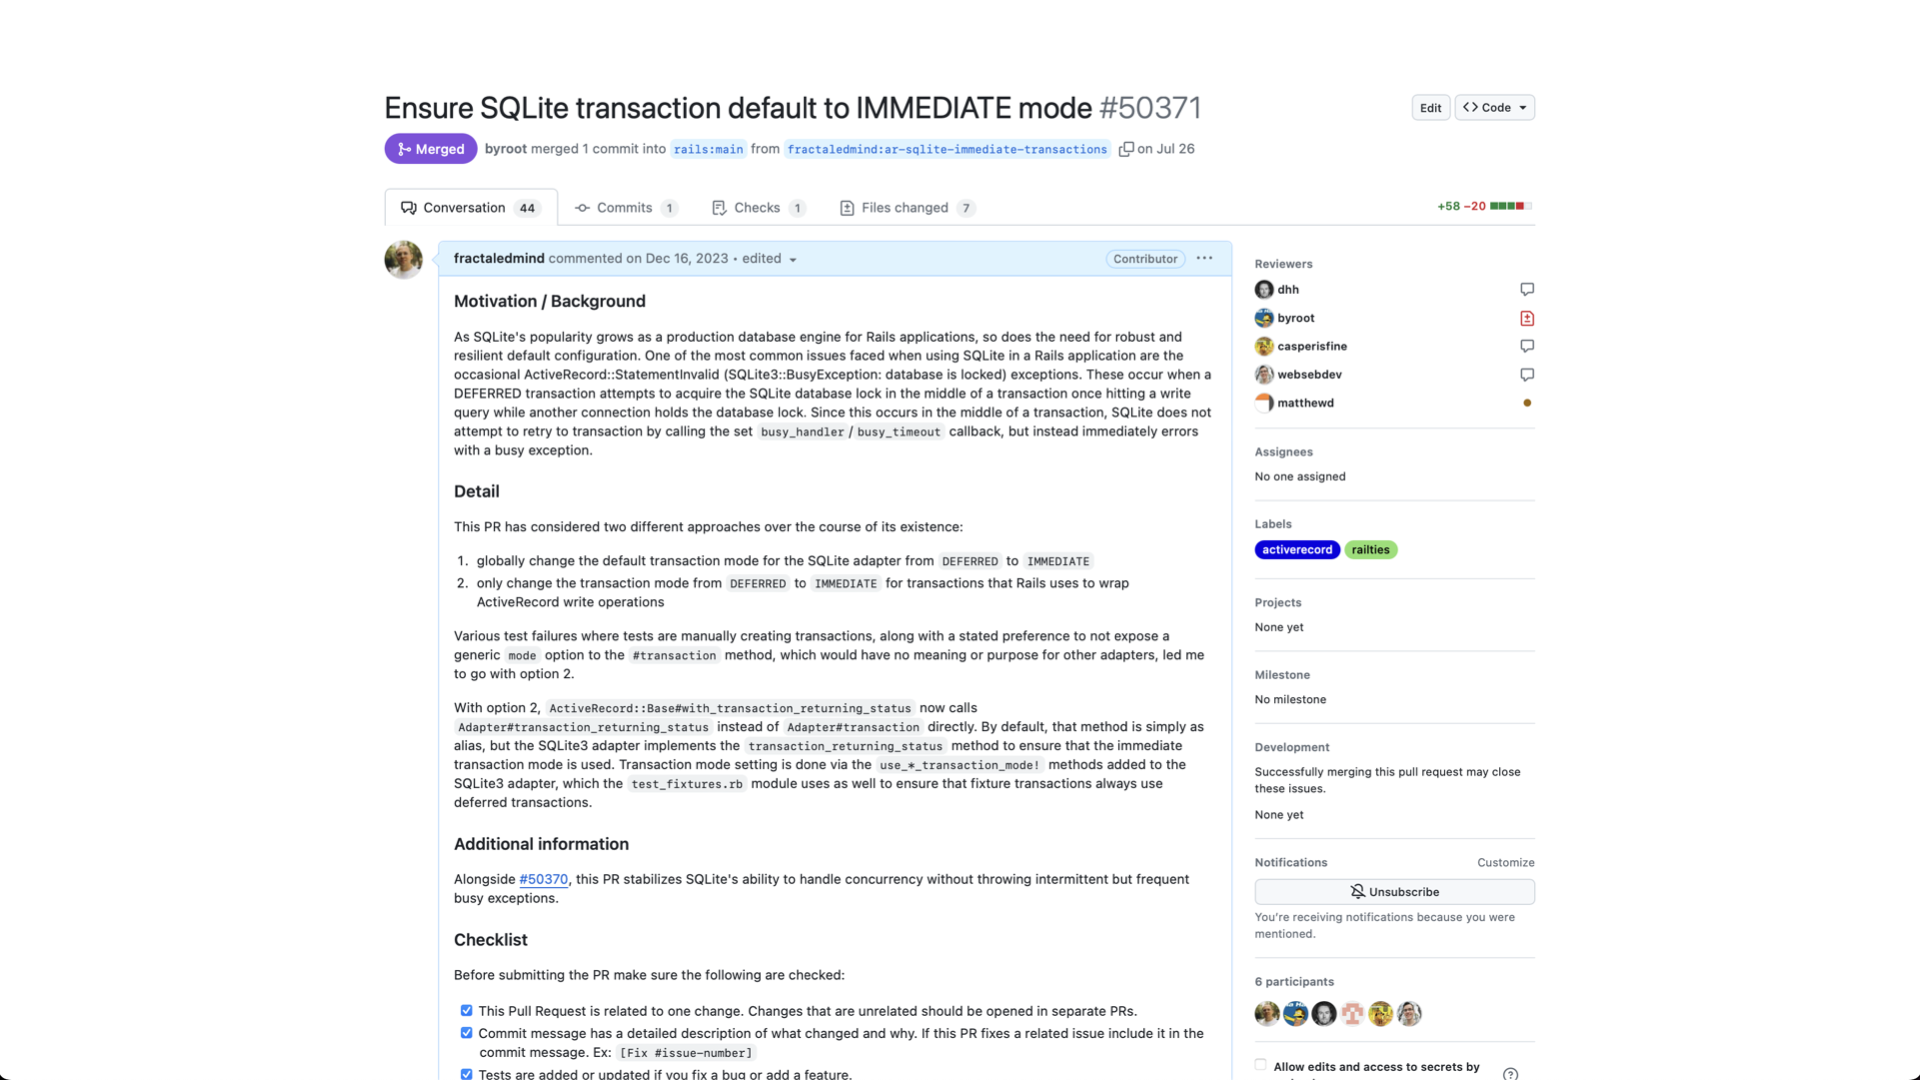 Ensure SQLite transaction default to IMMEDIATE mode #50371
Edit
<> Code
Merged
byroot merged 1 commit into rails:main from fractaledmind:ar-sqlite-immediate-transactions on Jul 26
Conversation 44
Commits 1
Checks 1
Files changed 7
+58 −20
fractaledmind commented on Dec 16, 2023 • edited
Contributor
Motivation / Background
As SQLite's popularity grows as a production database engine for Rails applications, so does the need for robust and
resilient default configuration. One of the most common issues faced when using SQLite in a Rails application are the
occasional ActiveRecord::StatementInvalid (SQLite3::BusyException: database is locked) exceptions. These occur when a
DEFERRED transaction attempts to acquire the SQLite database lock in the middle of a transaction once hitting a write
query while another connection holds the database lock. Since this occurs in the middle of a transaction, SQLite does not
attempt to retry to transaction by calling the set busy_handler / busy_timeout callback, but instead immediately errors
with a busy exception.
Detail
This PR has considered two different approaches over the course of its existence:
1. globally change the default transaction mode for the SQLite adapter from DEFERRED to IMMEDIATE
2. only change the transaction mode from DEFERRED to IMMEDIATE for transactions that Rails uses to wrap
ActiveRecord write operations
Various test failures where tests are manually creating transactions, along with a stated preference to not expose a
generic mode option to the #transaction method, which would have no meaning or purpose for other adapters, led me
to go with option 2.
With option 2, ActiveRecord::Base#with_transaction_returning_status now calls
Adapter#transaction_returning_status instead of Adapter#transaction directly. By default, that method is simply as
alias, but the SQLite3 adapter implements the transaction_returning_status method to ensure that the immediate
transaction mode is used. Transaction mode setting is done via the use_*_transaction_mode! methods added to the
SQLite3 adapter, which the test_fixtures.rb module uses as well to ensure that fixture transactions always use
deferred transactions.
Additional information
Alongside #50370, this PR stabilizes SQLite's ability to handle concurrency without throwing intermittent but frequent
busy exceptions.
Checklist
Before submitting the PR make sure the following are checked:
This Pull Request is related to one change. Changes that are unrelated should be opened in separate PRs.
Commit message has a detailed description of what changed and why. If this PR fixes a related issue include it in the
commit message. Ex: [Fix #issue-number]
Tests are added or updated if you fix a bug or add a feature.
Reviewers
dhh
byroot
casperisfine
websebdev
matthewd
Assignees
No one assigned
Labels
activerecord railties
Projects
None yet
Milestone
No milestone
Development
Successfully merging this pull request may close
these issues.
None yet
Notifications
Customize
Unsubscribe
You're receiving notifications because you were
mentioned.
6 participants
Allow edits and access to secrets by